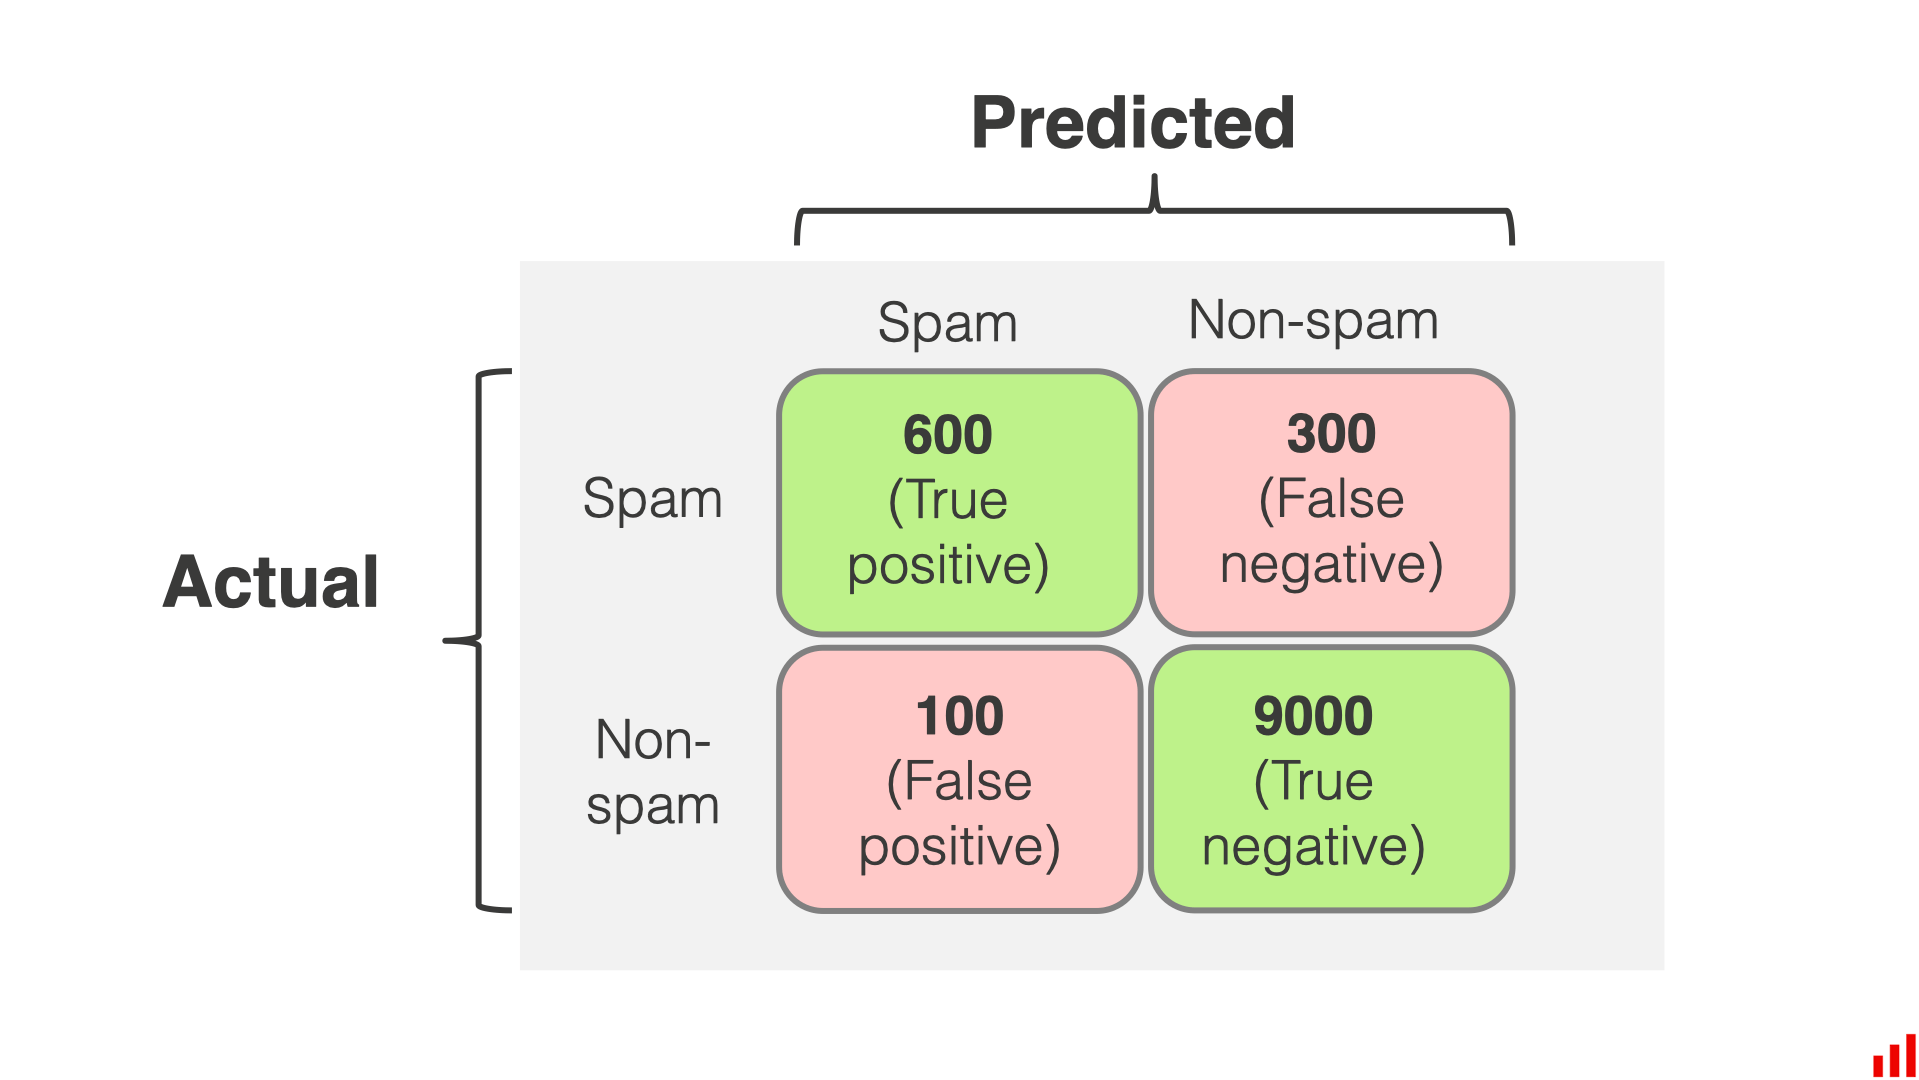 Predicted
Spam
Non-spam
Actual
Spam
600
(True
positive)
300
(False
negative)
Non-
spam
100
(False
positive)
9000
(True
negative)